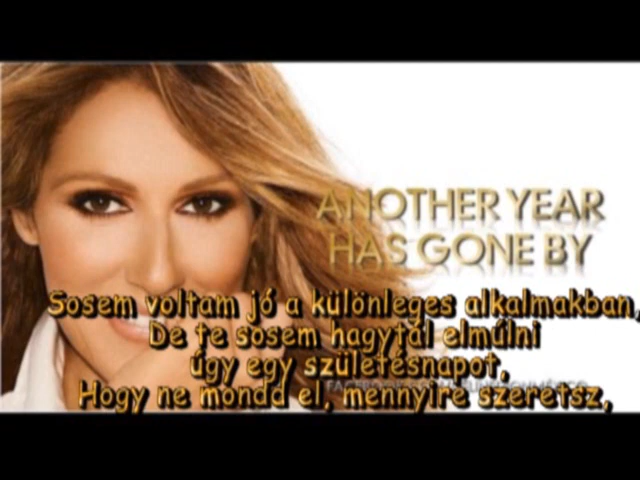 ANOTHER YEAR
HAS GONE BY
Sosem voltam jó a különleges alkalmakban,
De te sosem hagytál elmúlni
úgy egy születésnapot,
Hogy ne mondd el, mennyire szeretsz,